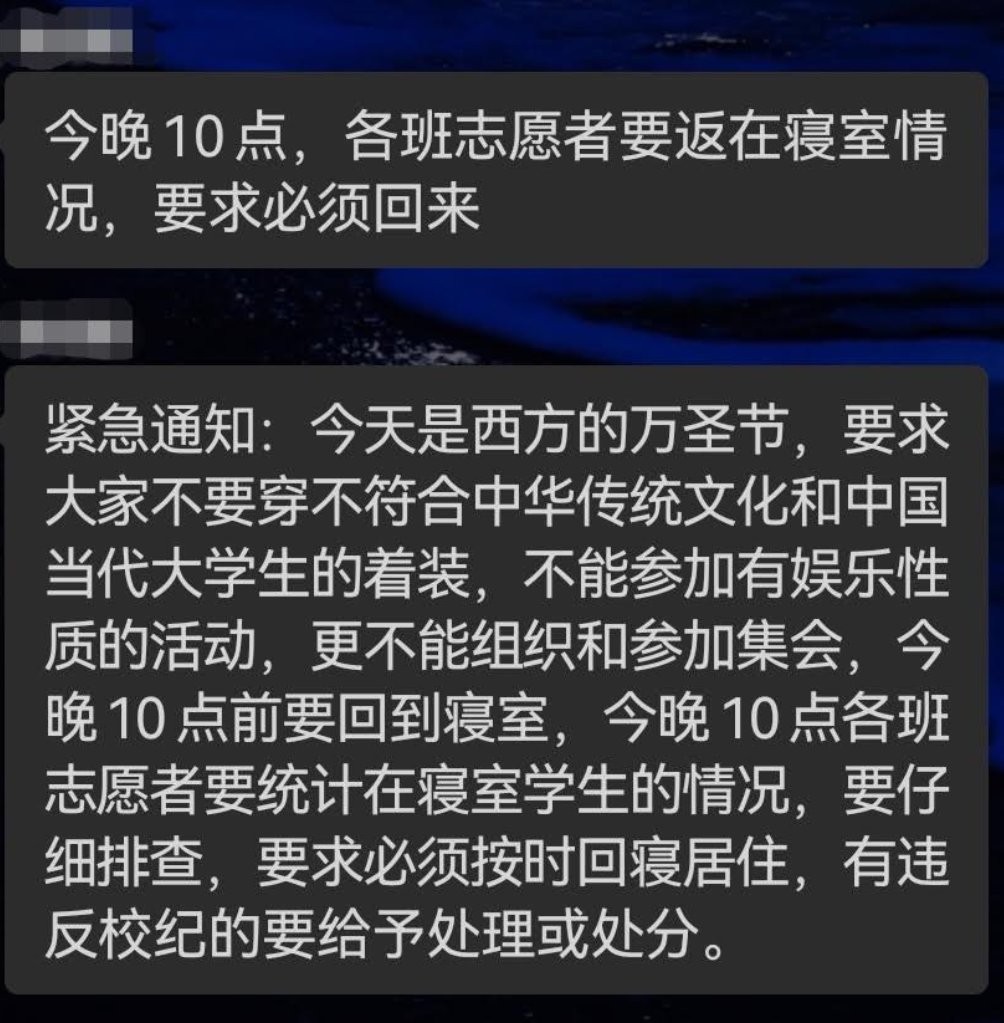 今晚10点，各班志愿者要返在寝室情
况，要求必须回来
紧急通知：今天是西方的万圣节，要求
大家不要穿不符合中华传统文化和中国
当代大学生的着装，不能参加有娱乐性
质的活动，更不能组织和参加集会，今
晚10点前要回到寝室，今晚10点各班
志愿者要统计在寝室学生的情况，要仔
细排查，要求必须按时回寝居住，有违
反校纪的要给予处理或处分。